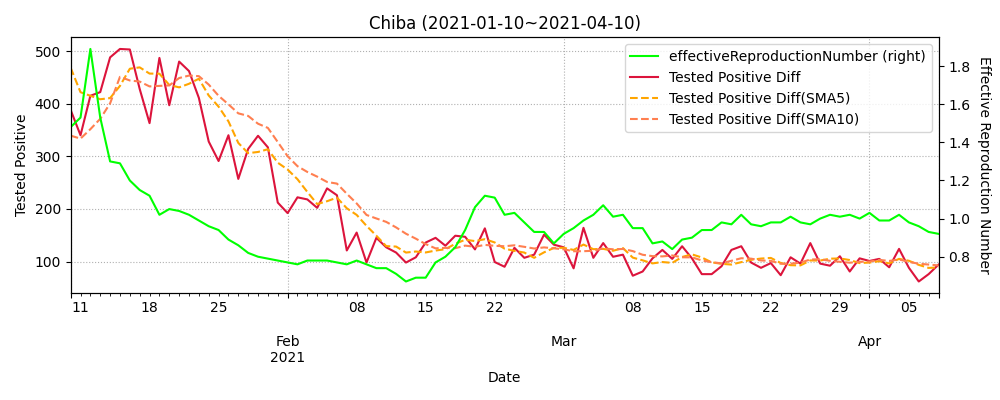 Chiba (2021-01-10~2021-04-10)
effectiveReproductionNumber (right)
Tested Positive Diff
Tested Positive Diff(SMA5)
Tested Positive Diff(SMA10)
Tested Positive
500
400
300
200
100
1.8
1.6
1.4
1.2
1.0
0.8
Effective Reproduction Number
11 18 25 08 15 22 08 15 22 29 05
Feb Mar Apr
2021
Date